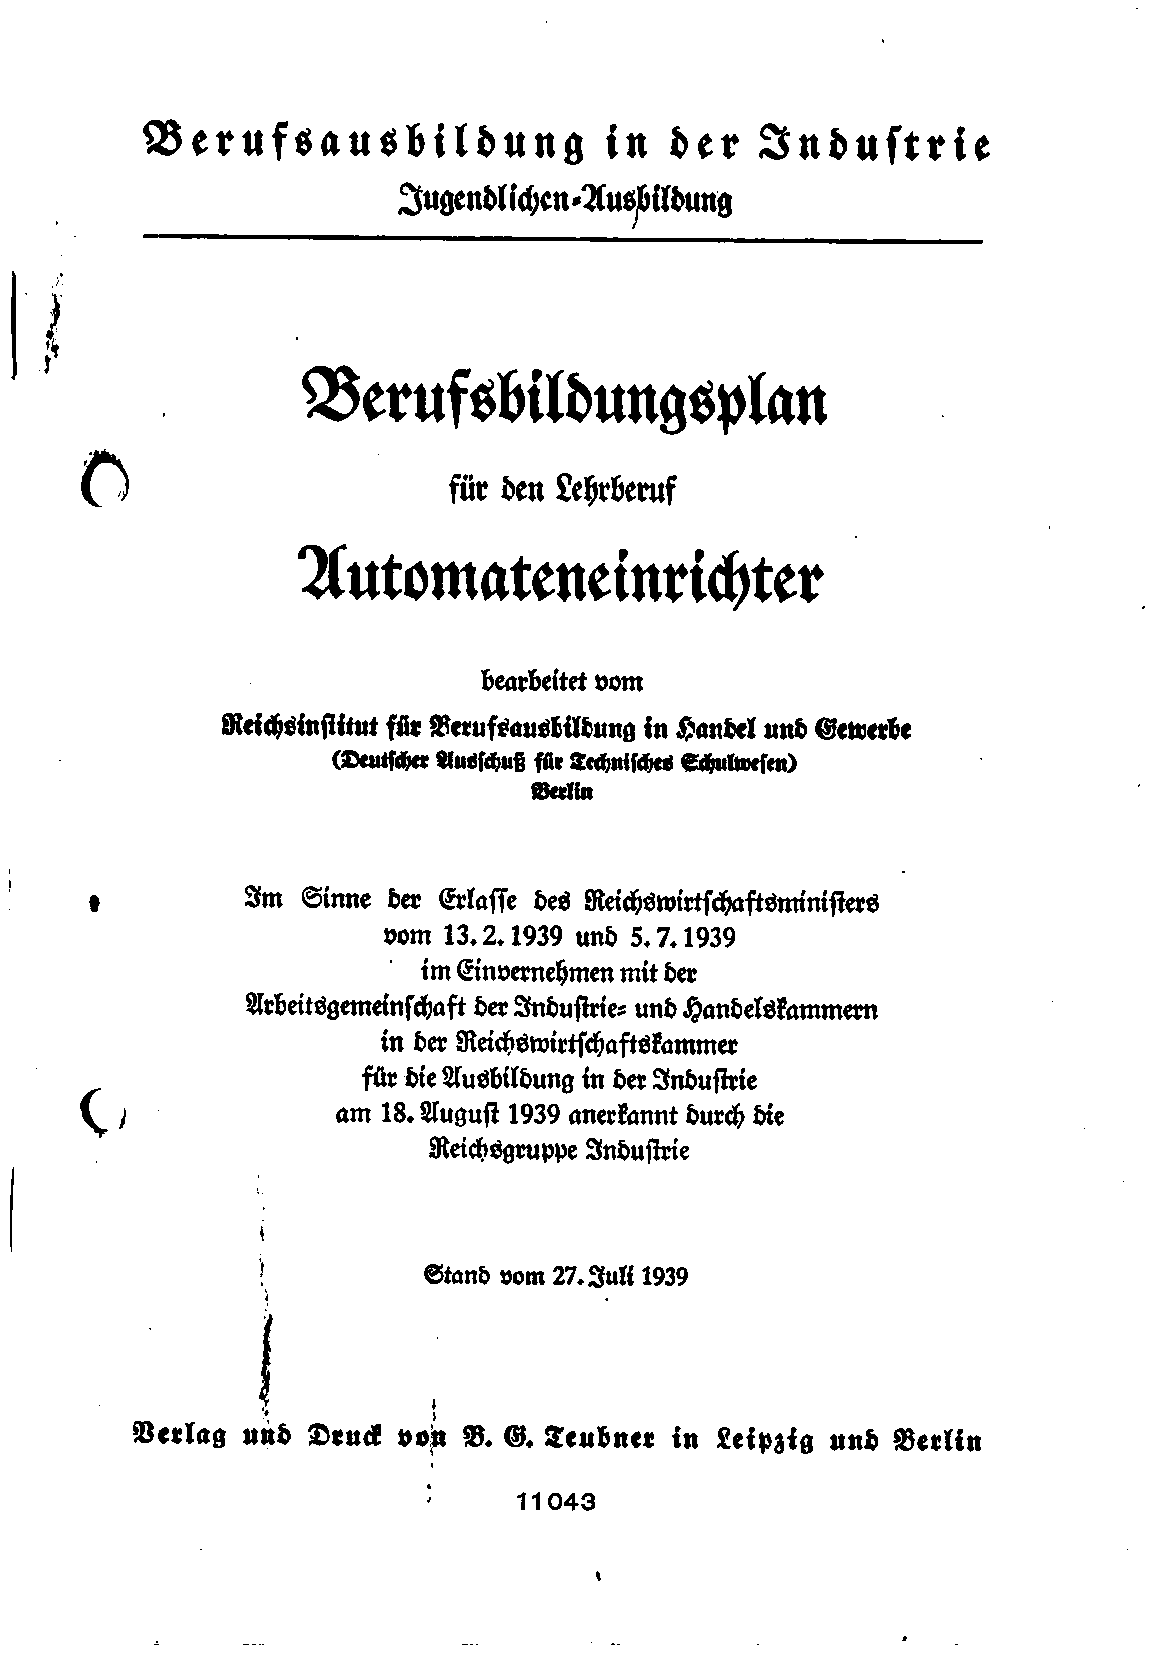 Berufsausbildung in der Industrie
Jugendlichen-Ausbildung
Berufsbildungsplan
für den Lehrberuf
Automateneinrichter
bearbeitet vom
Reichsinstitut für Berufsausbildung in Handel und Gewerbe
(Deutscher Ausschuß für Technisches Schulwesen)
Berlin
Im Sinne der Erlasse des Reichswirtschaftsministers
vom 13. 2. 1939 und 5. 7. 1939
im Einvernehmen mit der
Arbeitsgemeinschaft der Industrie- und Handelskammern
in der Reichswirtschaftskammer
für die Ausbildung in der Industrie
am 18. August 1939 anerkannt durch die
Reichsgruppe Industrie
Stand vom 27. Juli 1939
Verlag und Druck von B. G. Teubner in Leipzig und Berlin
11043